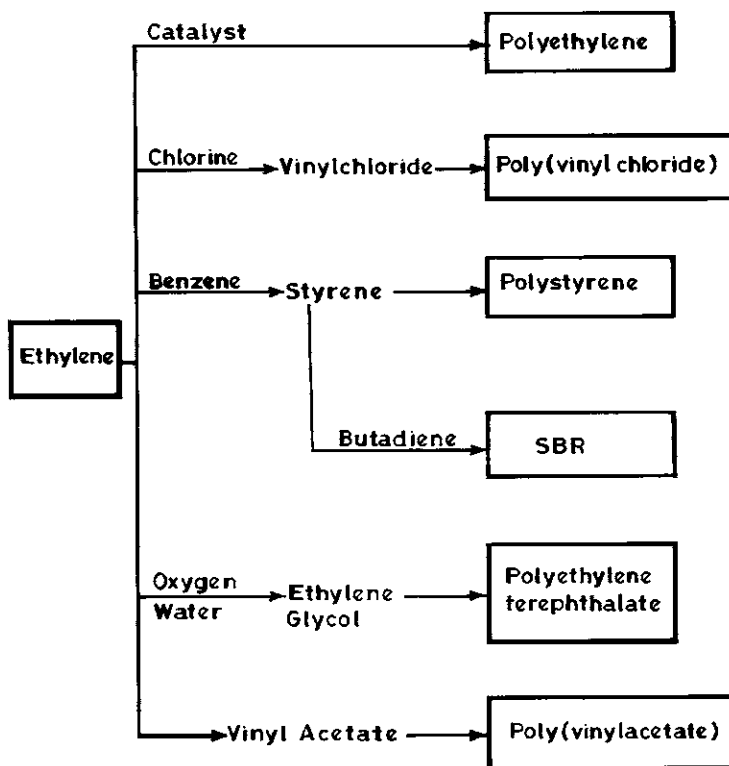 Catalyst
Polyethylene
Chlorine
Vinylchloride
Poly(vinyl chloride)
Benzene
Styrene
Polystyrene
Ethylene
Butadiene
SBR
Oxygen
Water
Ethylene
Glycol
Polyethylene
terephthalate
Vinyl Acetate
Poly(vinylacetate)